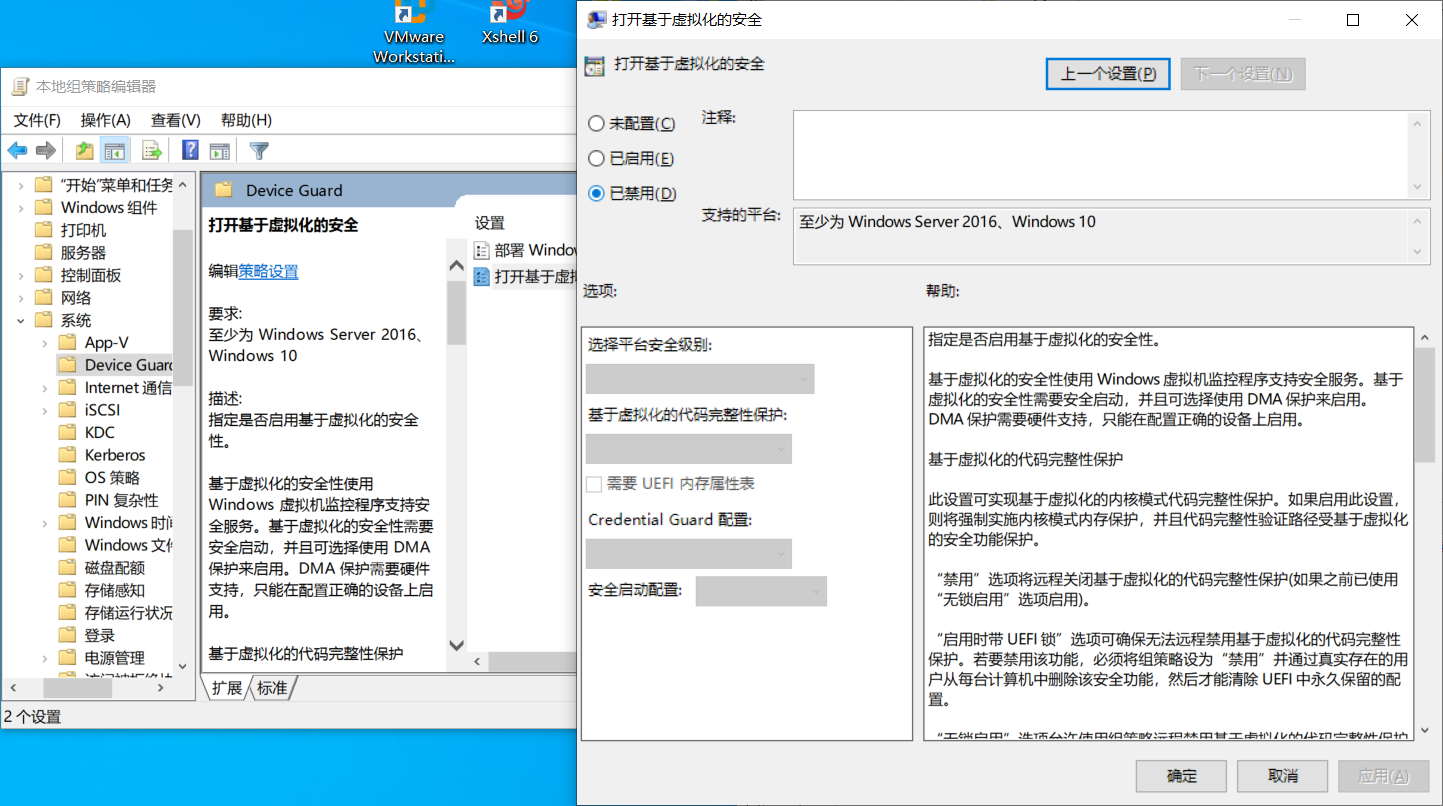 VMware
Workstati...
Xshell 6
本地组策略编辑器
文件(F)
操作(A)
查看(V)
帮助(H)
“开始”菜单和任务
Windows 组件
打印机
服务器
控制面板
网络
系统
App-V
Device Guard
Internet 通信
iSCSI
KDC
Kerberos
OS 策略
PIN 复杂性
Windows 时间
Windows 文件
磁盘配额
存储感知
存储运行状况
登录
电源管理
Device Guard
打开基于虚拟化的安全
编辑策略设置
要求:
至少为 Windows Server 2016、
Windows 10
描述:
指定是否启用基于虚拟化的安全
性。
基于虚拟化的安全性使用
Windows 虚拟机监控程序支持安
全服务。基于虚拟化的安全性需要
安全启动，并且可选择使用 DMA
保护来启用。DMA 保护需要硬件
支持，只能在配置正确的设备上启
用。
基于虚拟化的代码完整性保护
设置
部署 Window
打开基于虚拟
扩展
标准
2 个设置
打开基于虚拟化的安全
打开基于虚拟化的安全
上一个设置(P)
下一个设置(N)
未配置(C)
已启用(E)
已禁用(D)
注释:
支持的平台:
至少为 Windows Server 2016、Windows 10
选项:
帮助:
选择平台安全级别:
基于虚拟化的代码完整性保护:
需要 UEFI 内存属性表
Credential Guard 配置:
安全启动配置:
指定是否启用基于虚拟化的安全性。
基于虚拟化的安全性使用 Windows 虚拟机监控程序支持安全服务。基于
虚拟化的安全性需要安全启动，并且可选择使用 DMA 保护来启用。
DMA 保护需要硬件支持，只能在配置正确的设备上启用。
基于虚拟化的代码完整性保护
此设置可实现基于虚拟化的内核模式代码完整性保护。如果启用此设置，
则将强制实施内核模式内存保护，并且代码完整性验证路径受基于虚拟化
的安全功能保护。
“禁用”选项将远程关闭基于虚拟化的代码完整性保护(如果之前已使用
“无锁启用”选项启用)。
“启用时带 UEFI 锁”选项可确保无法远程禁用基于虚拟化的代码完整性
保护。若要禁用该功能，必须将组策略设为“禁用”并通过真实存在的用
户从每台计算机中删除该安全功能，然后才能清除 UEFI 中永久保留的配
置。
“无锁启用”选项允许使用组策略远程禁用基于虚拟化的代码完整性保护
确定
取消
应用(A)